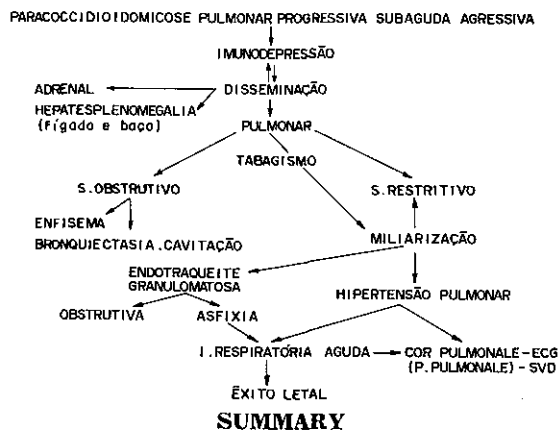 PARACOCCIDIOIDOMICOSE PULMONAR PROGRESSIVA SUBAGUDA AGRESSIVA
IMUNODEPRESSÃO
ADRENAL
DISSEMINAÇÃO
HEPATESPLENOMEGALIA
(Fígado e baço)
PULMONAR
TABAGISMO
S.OBSTRUTIVO
S.RESTRITIVO
ENFISEMA
BRONQUIECTASIA.CAVITAÇÃO
MILIARIZAÇÃO
ENDOTRAQUEITE
GRANULOMATOSA
HIPERTENSÃO PULMONAR
OBSTRUTIVA
ASFIXIA
I.RESPIRATÓRIA AGUDA
COR PULMONALE-ECG
(P.PULMONALE)-SVD
ÊXITO LETAL
SUMMARY